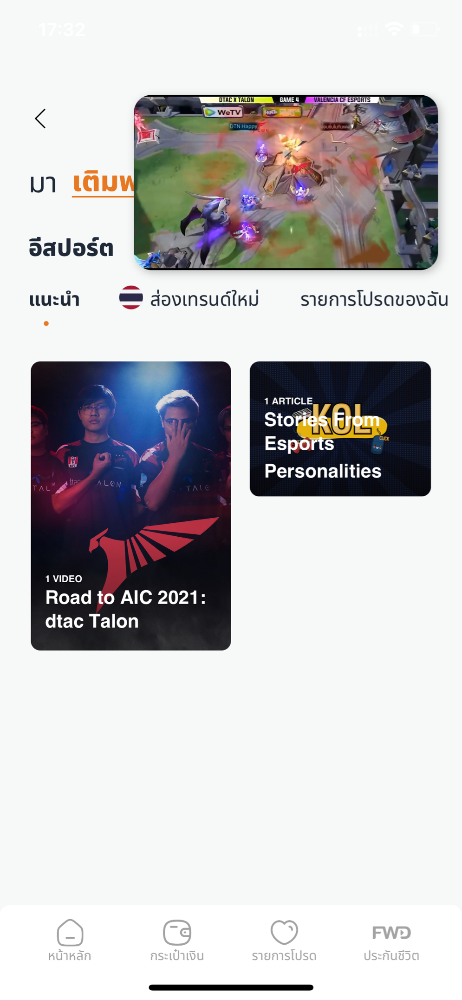 17:32
DTAC X TALON GAME 4 VALENCIA CF ESPORTS
WeTV FANTA
DTN Happy
มา เติมพ
อีสปอร์ต
แนะนำ ส่องเทรนด์ใหม่ รายการโปรดของฉัน
KFC
dtac TALON
1 VIDEO
Road to AIC 2021:
dtac Talon
1 ARTICLE
KOL
CLICK
Stories From
Esports
Personalities
หน้าหลัก กระเป๋าเงิน รายการโปรด FWD ประกันชีวิต